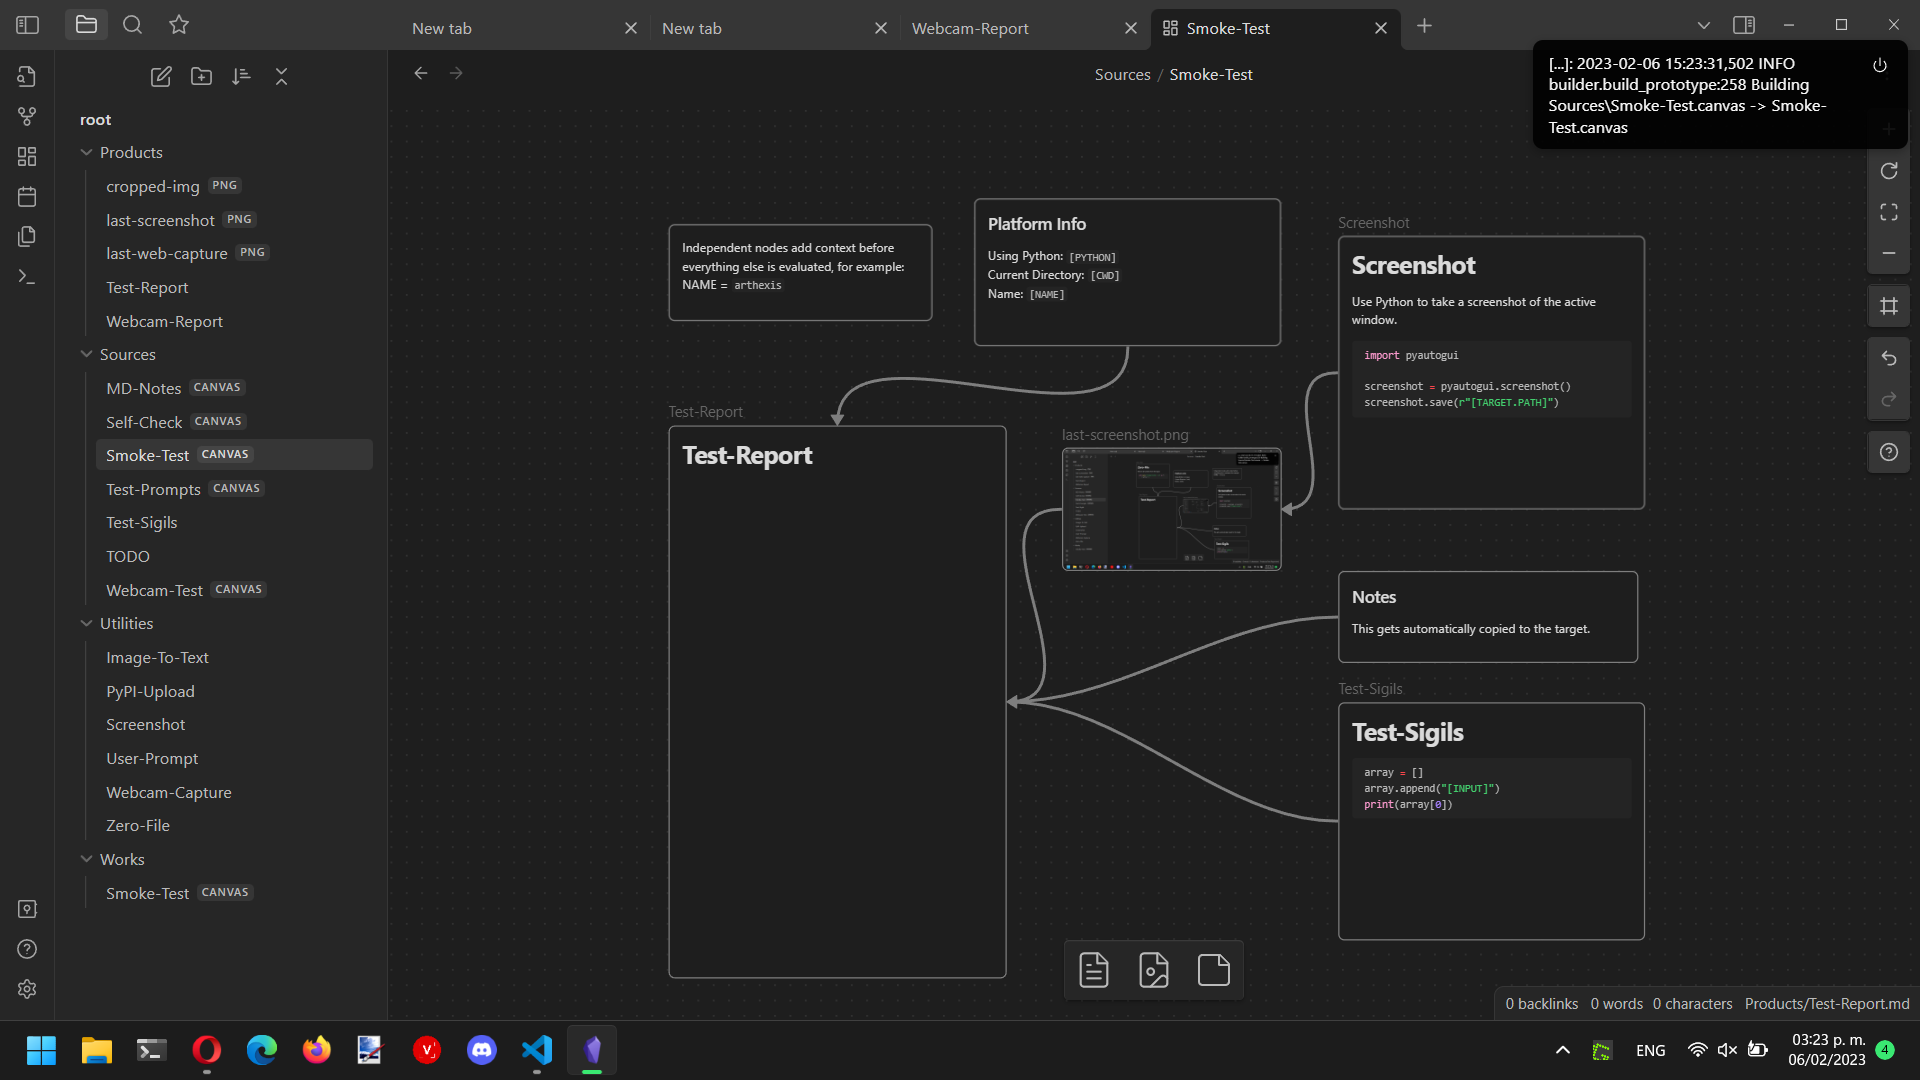 New tab
New tab
Webcam-Report
Smoke-Test
Sources / Smoke-Test
[...]: 2023-02-06 15:23:31,502 INFO
builder.build_prototype:258 Building
Sources\Smoke-Test.canvas -> Smoke-
Test.canvas
root
Products
cropped-img PNG
last-screenshot PNG
last-web-capture PNG
Test-Report
Webcam-Report
Sources
MD-Notes CANVAS
Self-Check CANVAS
Smoke-Test CANVAS
Test-Prompts CANVAS
Test-Sigils
TODO
Webcam-Test CANVAS
Utilities
Image-To-Text
PyPI-Upload
Screenshot
User-Prompt
Webcam-Capture
Zero-File
Works
Smoke-Test CANVAS
Independent nodes add context before
everything else is evaluated, for example:
NAME = arthexis
Platform Info
Using Python: [PYTHON]
Current Directory: [CWD]
Name: [NAME]
Screenshot
Screenshot
Use Python to take a screenshot of the active
window.
import pyautogui
screenshot = pyautogui.screenshot()
screenshot.save(r"[TARGET.PATH]")
Test-Report
Test-Report
last-screenshot.png
Notes
This gets automatically copied to the target.
Test-Sigils
Test-Sigils
array = []
array.append("[INPUT]")
print(array[0])
0 backlinks 0 words 0 characters Products/Test-Report.md
ENG
03:23 p. m.
06/02/2023
4